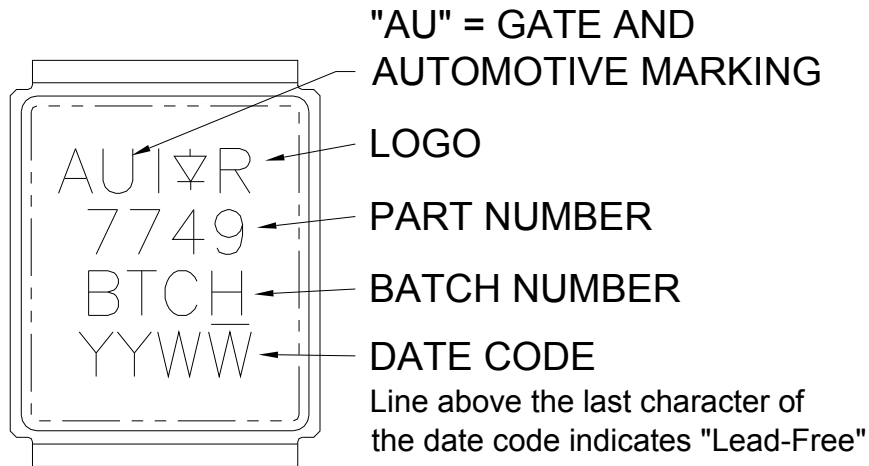 "AU" = GATE AND
AUTOMOTIVE MARKING
AUI R
LOGO
7749
PART NUMBER
BTCH
BATCH NUMBER
YYWW̅
DATE CODE
Line above the last character of
the date code indicates "Lead-Free"